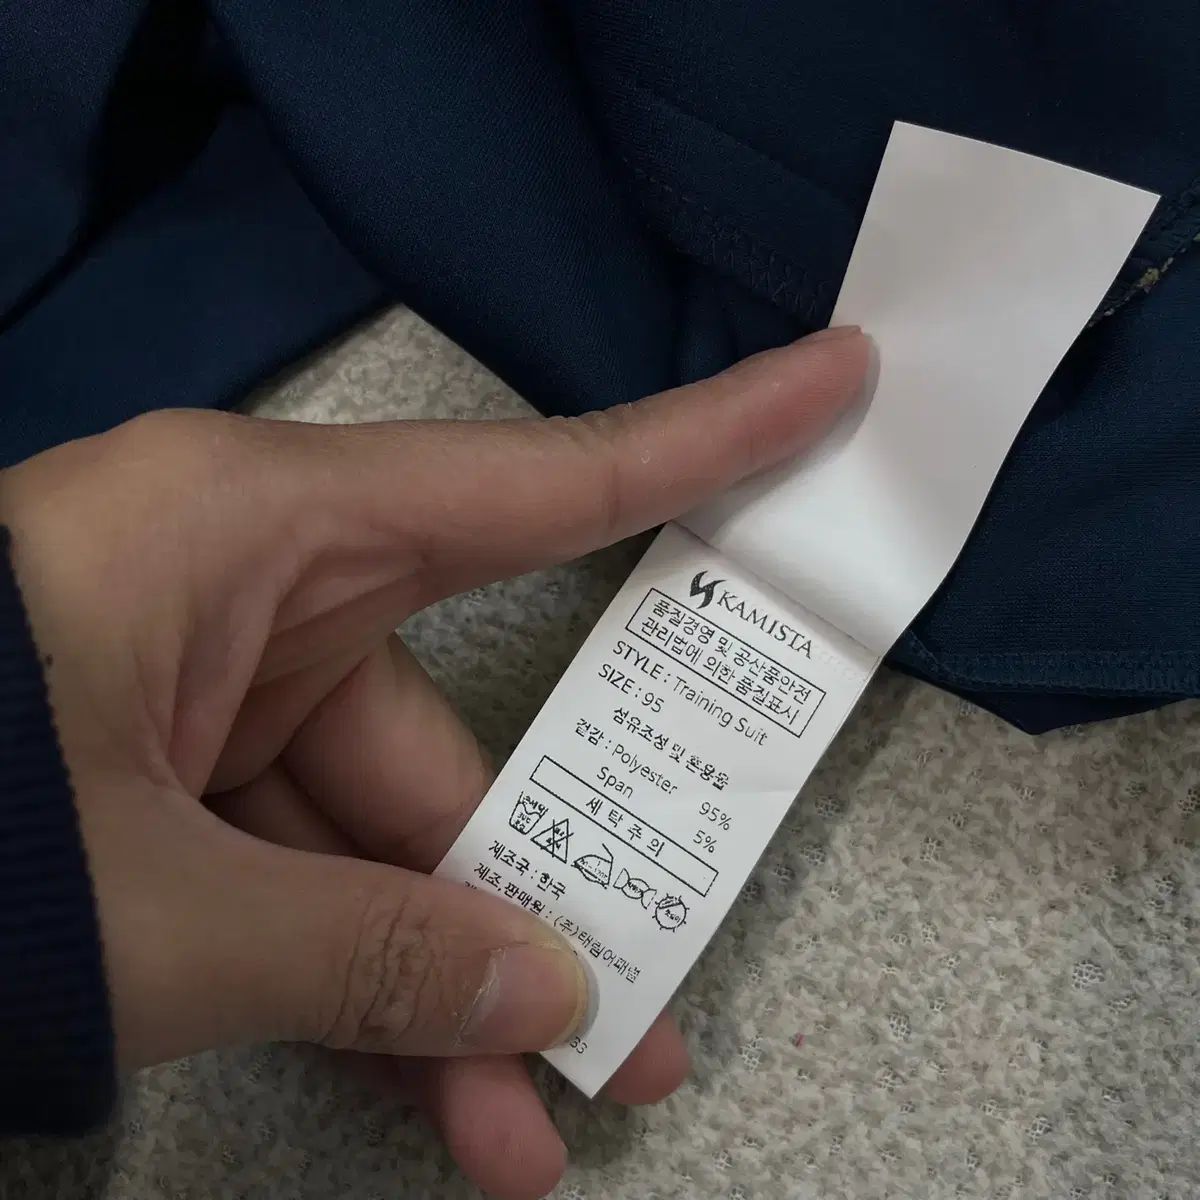 KAMISTA
품질경영 및 공산품안전
관리법에 의한 품질표시
STYLE : Training Suit
SIZE : 95
섬유조성 및 혼용율
겉감 : Polyester 95%
Span 5%
세 탁 주 의
제조국 : 한국
제조, 판매원 : (주)태림어패럴